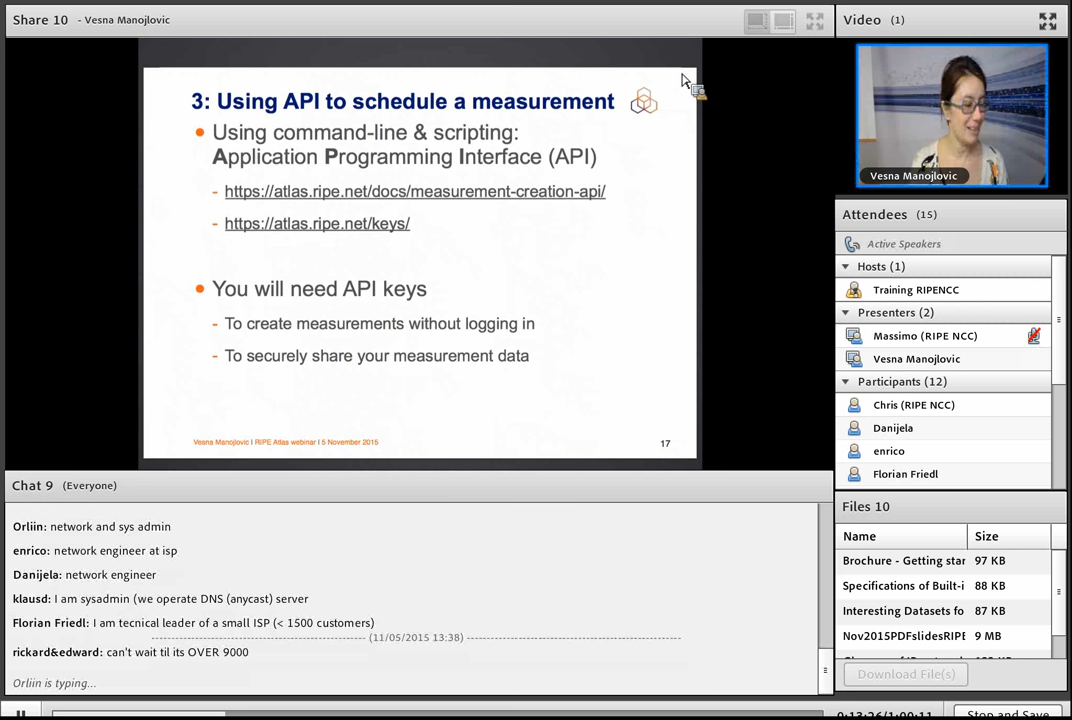 Share 10 - Vesna Manojlovic
3: Using API to schedule a measurement
Using command-line & scripting:
Application Programming Interface (API)
- https://atlas.ripe.net/docs/measurement-creation-api/
- https://atlas.ripe.net/keys/
You will need API keys
- To create measurements without logging in
- To securely share your measurement data
Vesna Manojlovic I RIPE Atlas webinar I 5 November 2015
17
Chat 9 (Everyone)
Orliin: network and sys admin
enrico: network engineer at isp
Danijela: network engineer
klausd: I am sysadmin (we operate DNS (anycast) server
Florian Friedl: I am tecnical leader of a small ISP (< 1500 customers)
(11/05/2015 13:38)
rickard&edward: can't wait til its OVER 9000
Orliin is typing...
Video (1)
Vesna Manojlovic
Attendees (15)
Active Speakers
Hosts (1)
Training RIPENCC
Presenters (2)
Massimo (RIPE NCC)
Vesna Manojlovic
Participants (12)
Chris (RIPE NCC)
Danijela
enrico
Florian Friedl
Files 10
Name Size
Brochure - Getting star 97 KB
Specifications of Built-i 88 KB
Interesting Datasets fo 87 KB
Nov2015PDFslidesRIPE 9 MB
Download File(s)
0:13:26/1:00:11
Stop and Save